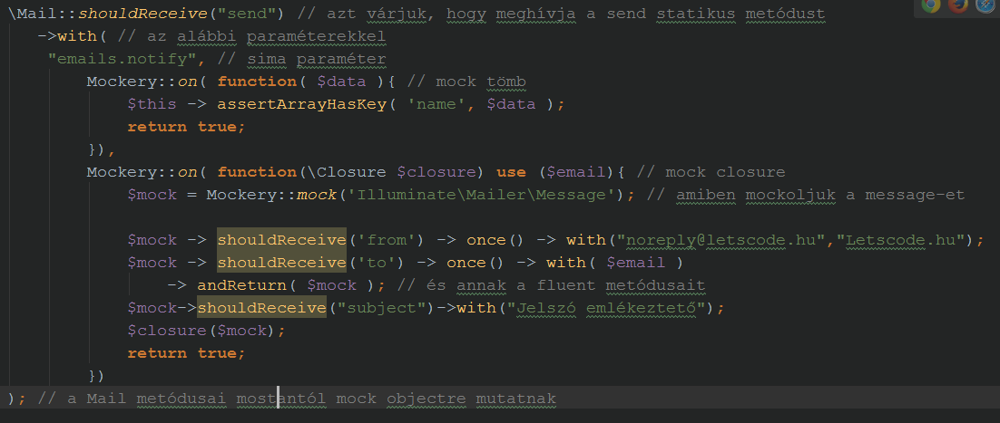 \Mail::shouldReceive("send") // azt várjuk, hogy meghívja a send statikus metódust
->with( // az alábbi paraméterekkel
"emails.notify", // sima paraméter
Mockery::on( function( $data ){ // mock tömb
$this -> assertArrayHasKey( 'name', $data );
return true;
}),
Mockery::on( function(\Closure $closure) use ($email){ // mock closure
$mock = Mockery::mock('Illuminate\Mailer\Message'); // amiben mockoljuk a message-et
$mock -> shouldReceive('from') -> once() -> with("noreply@letscode.hu","Letscode.hu");
$mock -> shouldReceive('to') -> once() -> with( $email )
-> andReturn( $mock ); // és annak a fluent metódusait
$mock->shouldReceive("subject")->with("Jelszó emlékeztető");
$closure($mock);
return true;
})
); // a Mail metódusai mostantól mock objectre mutatnak